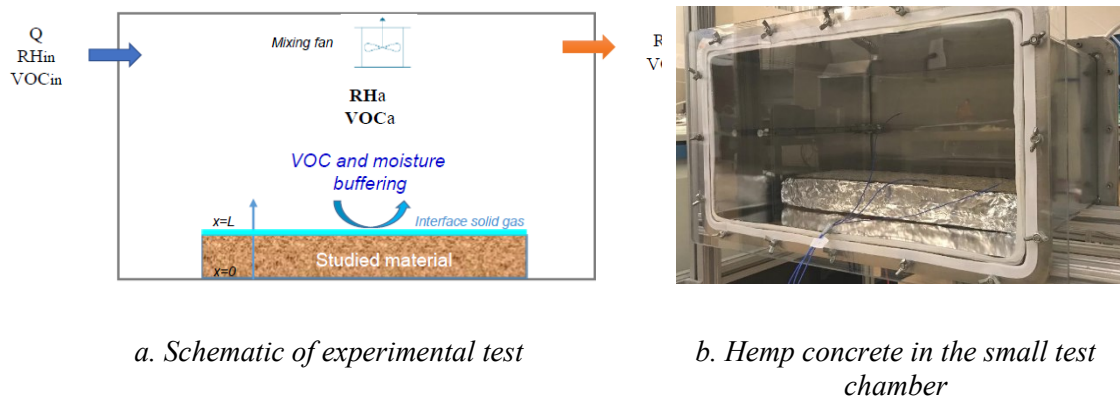 Q
RHin
VOCin
Mixing fan
RHa
VOCa
VOC and moisture
buffering
x=L
Interface solid gas
Studied material
x=0
a. Schematic of experimental test
b. Hemp concrete in the small test
chamber